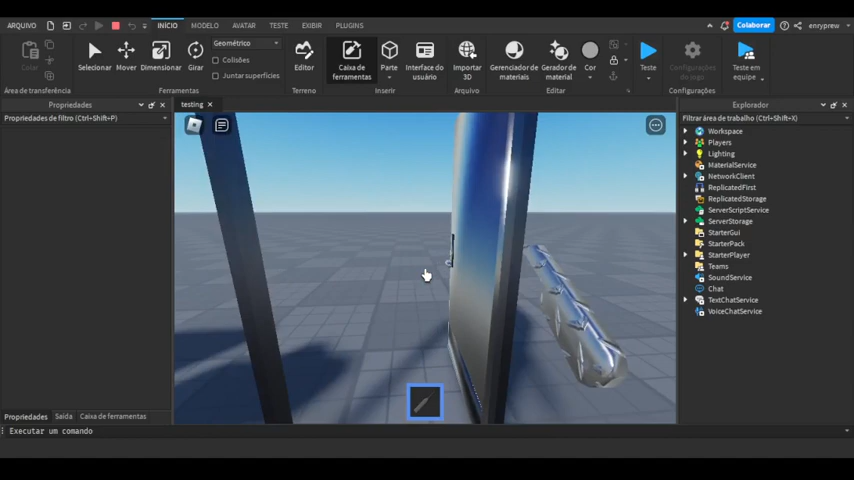 ARQUIVO INÍCIO MODELO AVATAR TESTE EXIBIR PLUGINS Colaborar enryprew
Colar
Selecionar Mover Dimensionar Girar
Geométrico
Colisões
Juntar superfícies
Editor
Caixa de ferramentas
Parte
Interface do usuário
Importar 3D
Gerenciador de materiais
Gerador de material
Cor
Teste
Configurações do jogo
Teste em equipe
Área de transferência Ferramentas Terreno Inserir Arquivo Editar Configurações
Propriedades
Propriedades de filtro (Ctrl+Shift+P)
testing
Explorador
Filtrar área de trabalho (Ctrl+Shift+X)
Workspace
Players
Lighting
MaterialService
NetworkClient
ReplicatedFirst
ReplicatedStorage
ServerScriptService
ServerStorage
StarterGui
StarterPack
StarterPlayer
Teams
SoundService
Chat
TextChatService
VoiceChatService
Propriedades Saída Caixa de ferramentas
Executar um comando